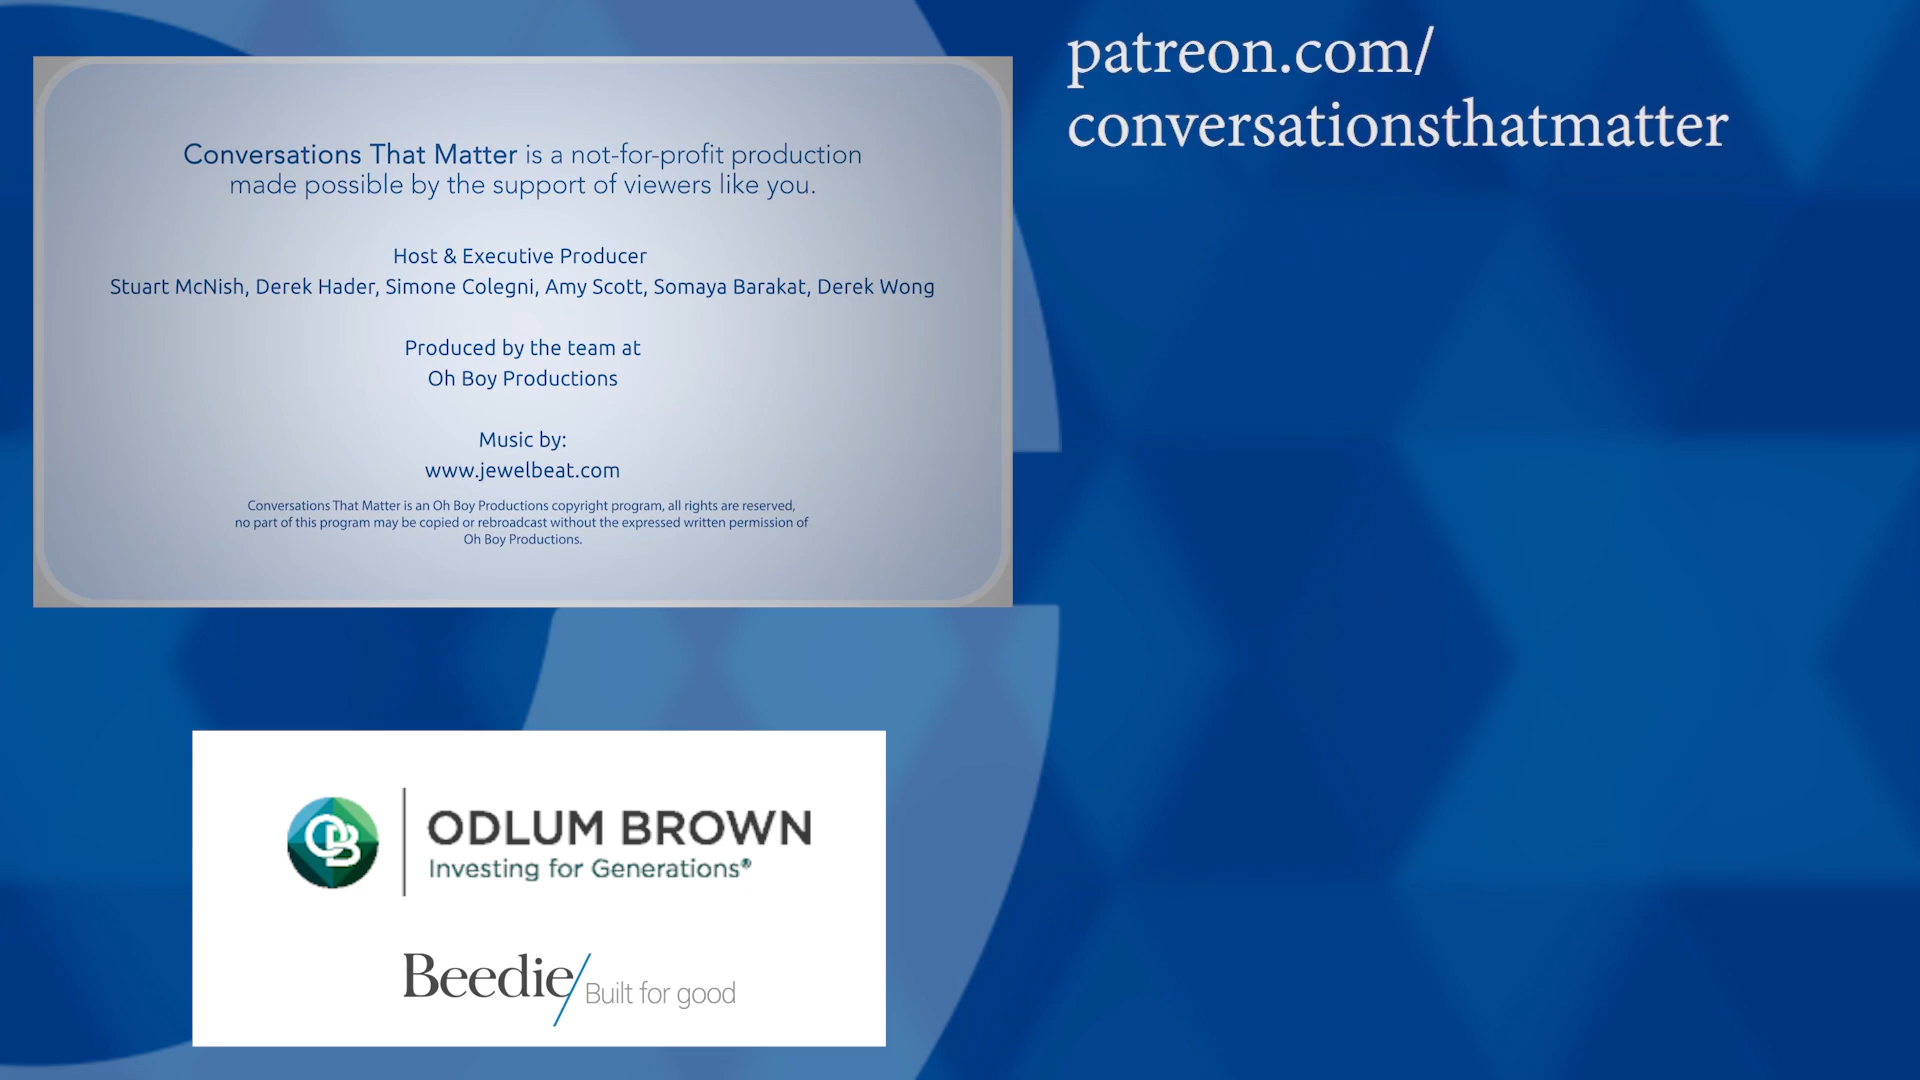 patreon.com/
conversationsthatmatter
Conversations That Matter is a not-for-profit production
made possible by the support of viewers like you.
Host & Executive Producer
Stuart McNish, Derek Hader, Simone Colegni, Amy Scott, Somaya Barakat, Derek Wong
Produced by the team at
Oh Boy Productions
Music by:
www.jewelbeat.com
Conversations That Matter is an Oh Boy Productions copyright program, all rights are reserved,
no part of this program may be copied or rebroadcast without the expressed written permission of
Oh Boy Productions.
OB
ODLUM BROWN
Investing for Generations®
Beedie/ Built for good